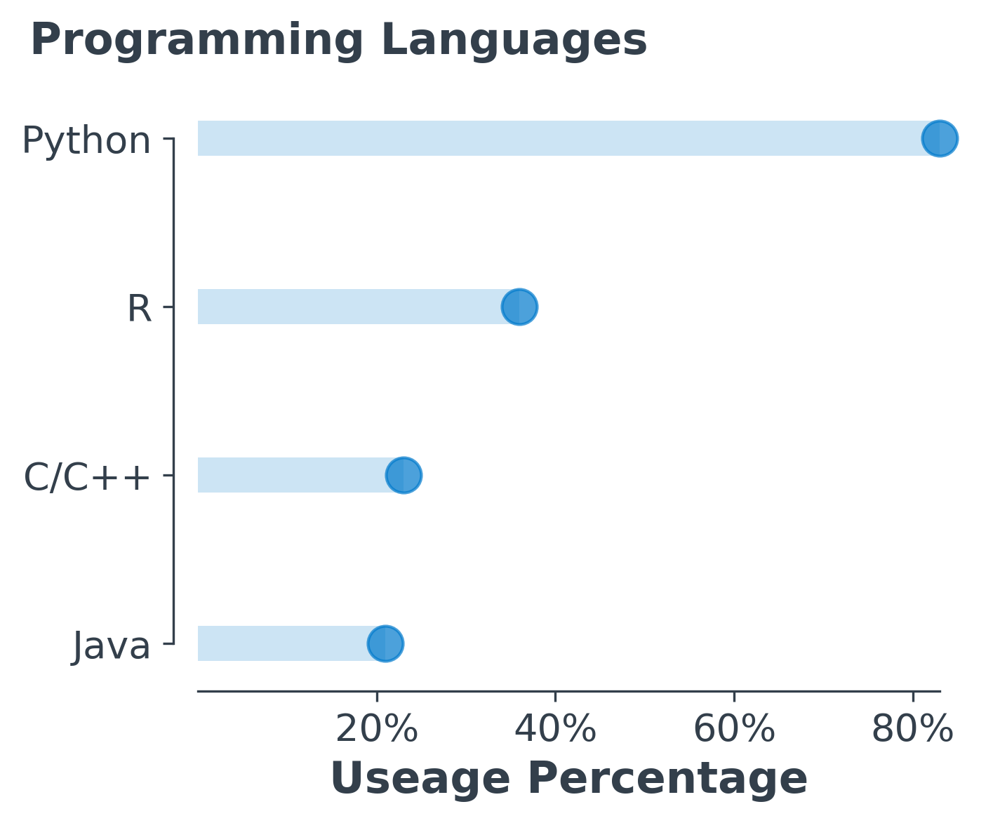 Programming Languages
Python
R
C/C++
Java
20% 40% 60% 80%
Useage Percentage